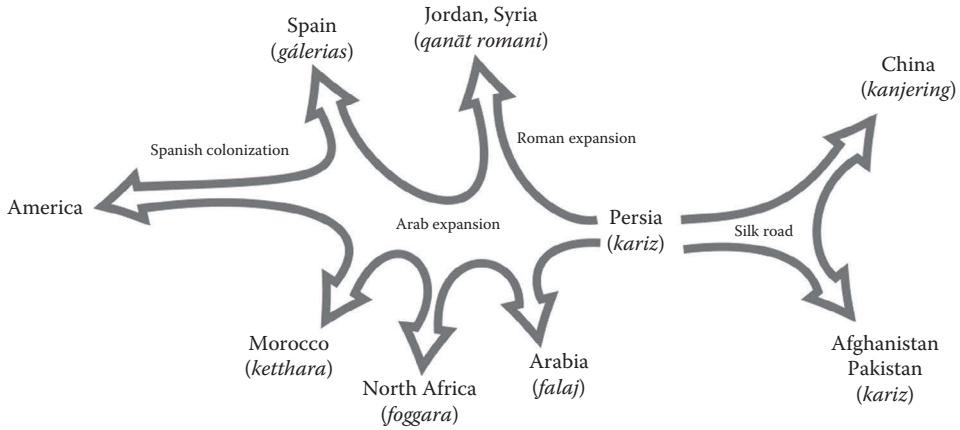 Jordan, Syria
(qanāt romani)
Spain
(gálerias)
China
(kanjering)
Spanish colonization
Roman expansion
America
Arab expansion
Persia
(kariz)
Silk road
Morocco
(ketthara)
North Africa
(foggara)
Arabia
(falaj)
Afghanistan
Pakistan
(kariz)